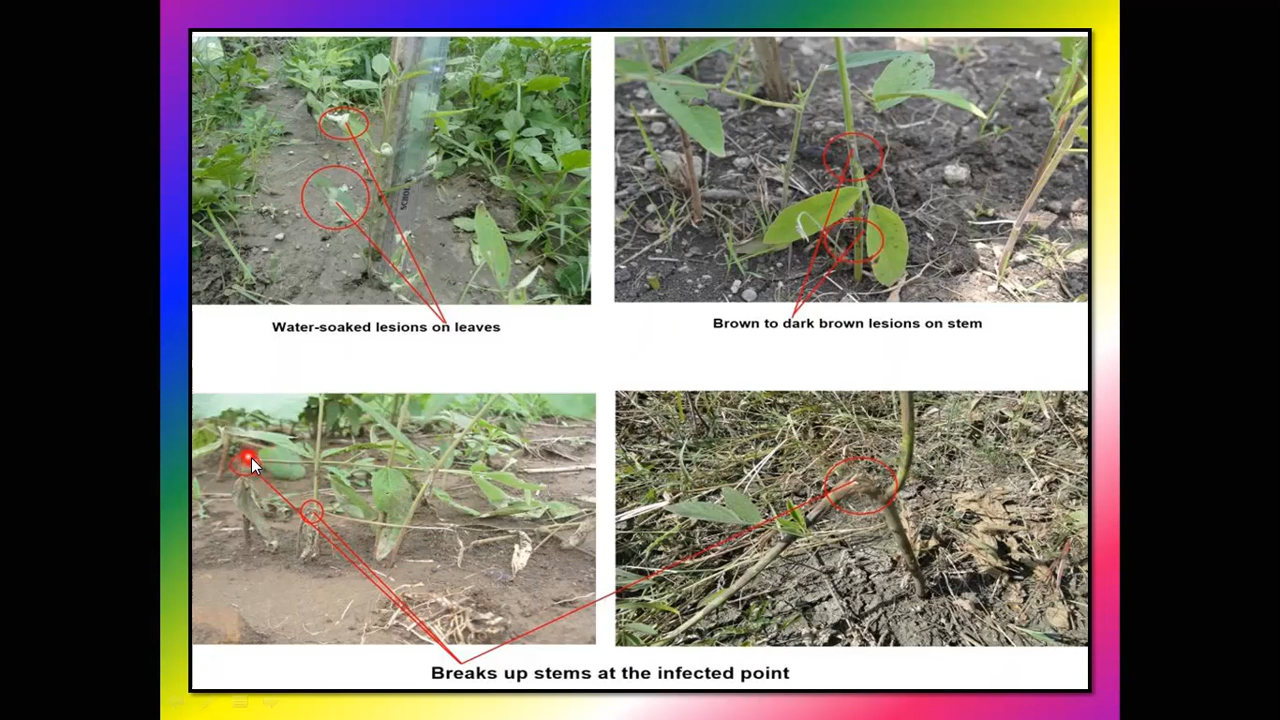 Water-soaked lesions on leaves
Brown to dark brown lesions on stem
Breaks up stems at the infected point